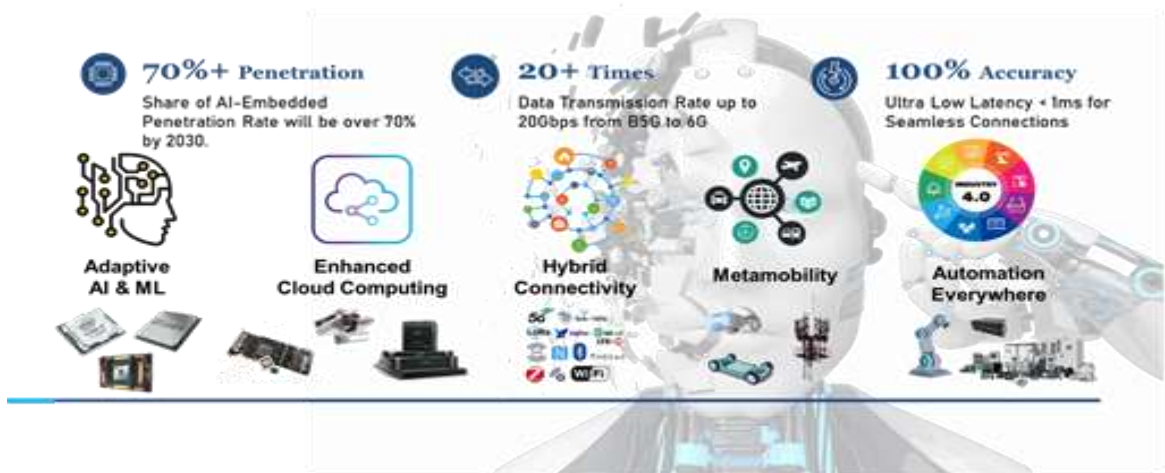 70%+ Penetration
Share of AI-Embedded
Penetration Rate will be over 70%
by 2030.
20+ Times
Data Transmission Rate up to
20Gbps from B5G to 6G
100% Accuracy
Ultra Low Latency < 1ms for
Seamless Connections
Adaptive
AI & ML
Enhanced
Cloud Computing
Hybrid
Connectivity
Metamobility
INDUSTRY
4.0
Automation
Everywhere
5G
LoRa
WiFi